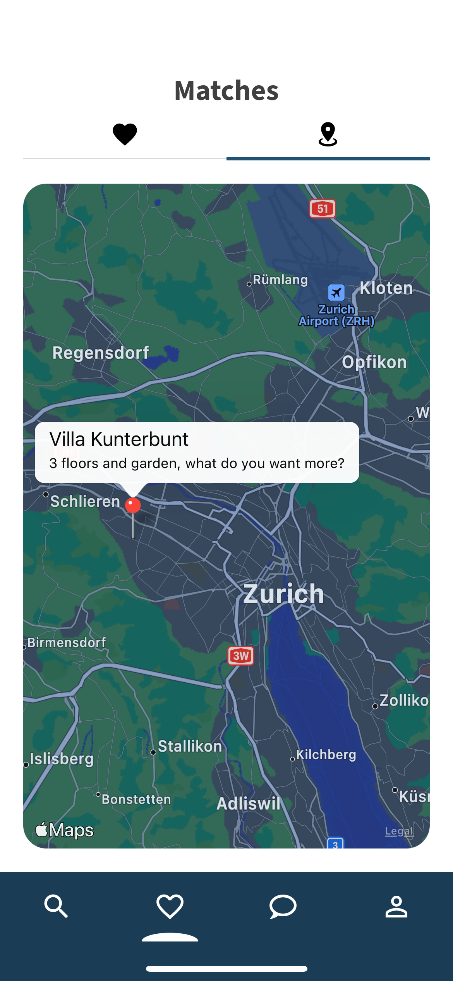 Matches
51
Rümlang
Kloten
Zurich
Airport (ZRH)
Regensdorf
Opfikon
W
Villa Kunterbunt
3 floors and garden, what do you want more?
Schlieren
Zurich
Birmensdorf
3W
Zolliko
Stallikon
Islisberg
Kilchberg
Bonstetten
Küsn
Adliswil
Maps
Legal
3